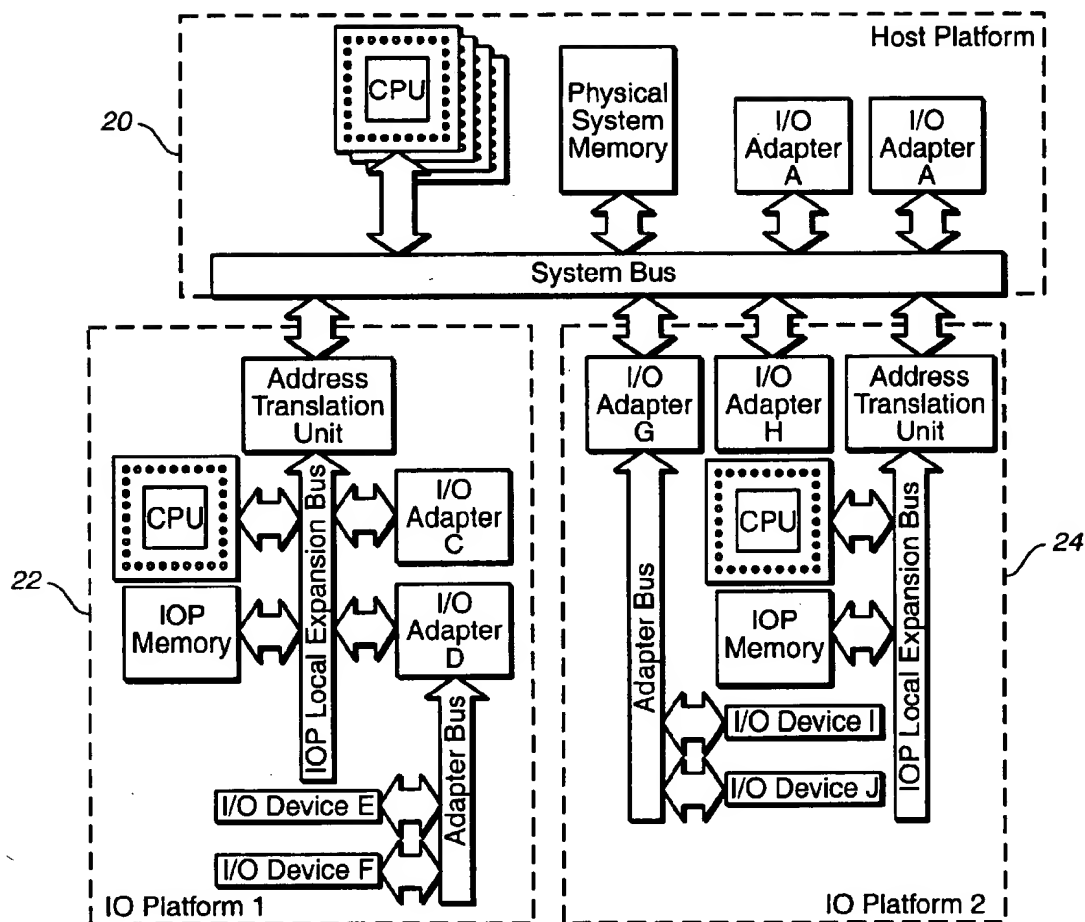 Host Platform
20
CPU
Physical
System
Memory
I/O
Adapter
A
I/O
Adapter
A
System Bus
Address
Translation
Unit
CPU
IOP Local Expansion Bus
I/O
Adapter
C
22
IOP
Memory
I/O
Adapter
D
Adapter Bus
I/O Device E
I/O Device F
IO Platform 1
I/O
Adapter
G
I/O
Adapter
H
Address
Translation
Unit
Adapter Bus
CPU
IOP Local Expansion Bus
24
IOP
Memory
I/O Device I
I/O Device J
IO Platform 2